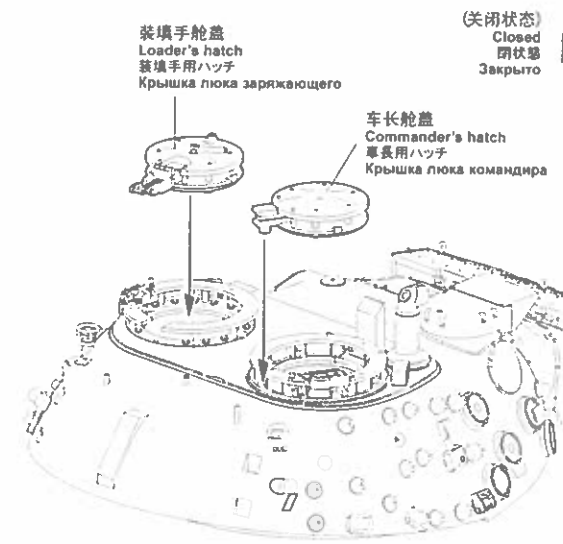 装填手舱盖
Loader's hatch
装填手用ハッチ
Крышка люка заряжающего
(关闭状态)
Closed
閉状態
Закрыто
车长舱盖
Commander's hatch
車長用ハッチ
Крышка люка командира